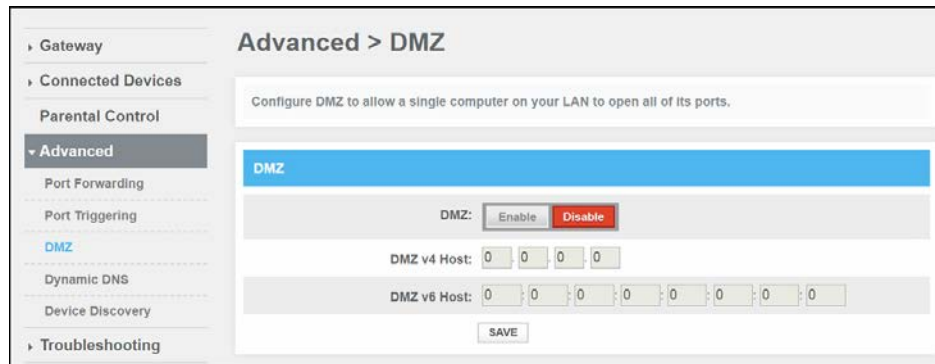 Gateway
Connected Devices
Parental Control
Advanced
Port Forwarding
Port Triggering
DMZ
Dynamic DNS
Device Discovery
Troubleshooting
Advanced > DMZ
Configure DMZ to allow a single computer on your LAN to open all of its ports.
DMZ
DMZ: Enable Disable
DMZ v4 Host: 0 . 0 . 0 . 0
DMZ v6 Host: 0 : 0 : 0 : 0 : 0 : 0 : 0 : 0
SAVE